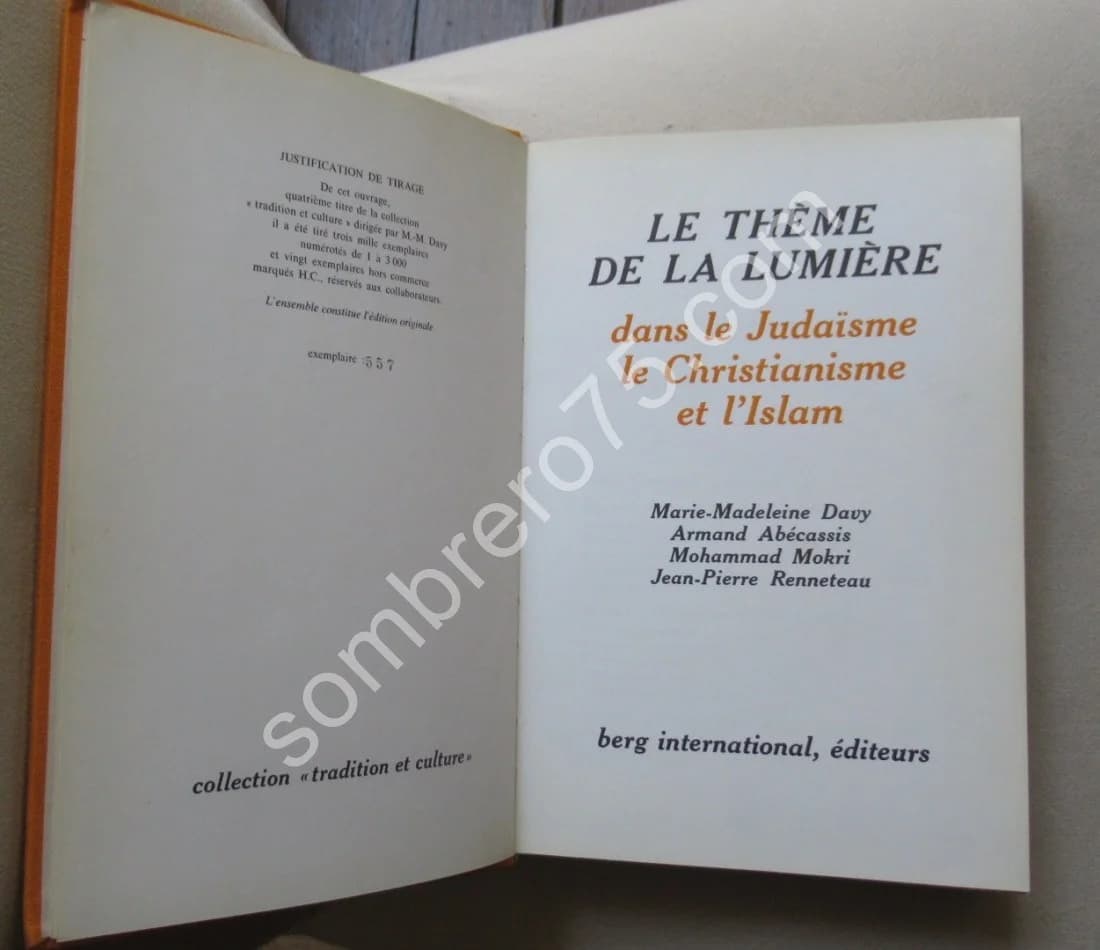 JUSTIFICATION DE TIRAGE
De cet ouvrage,
quatrième titre de la collection
« tradition et culture » dirigée par M.-M. Davy
il a été tiré trois mille exemplaires
numérotés de 1 à 3 000
et vingt exemplaires hors commerce
marqués H.C., réservés aux collaborateurs.
L'ensemble constitue l'édition originale
exemplaire : 557
collection « tradition et culture »
LE THÈME
DE LA LUMIÈRE
dans le Judaïsme
le Christianisme
et l'Islam
Marie-Madeleine Davy
Armand Abécassis
Mohammad Mokri
Jean-Pierre Renneteau
berg international, éditeurs
sombrero75.com